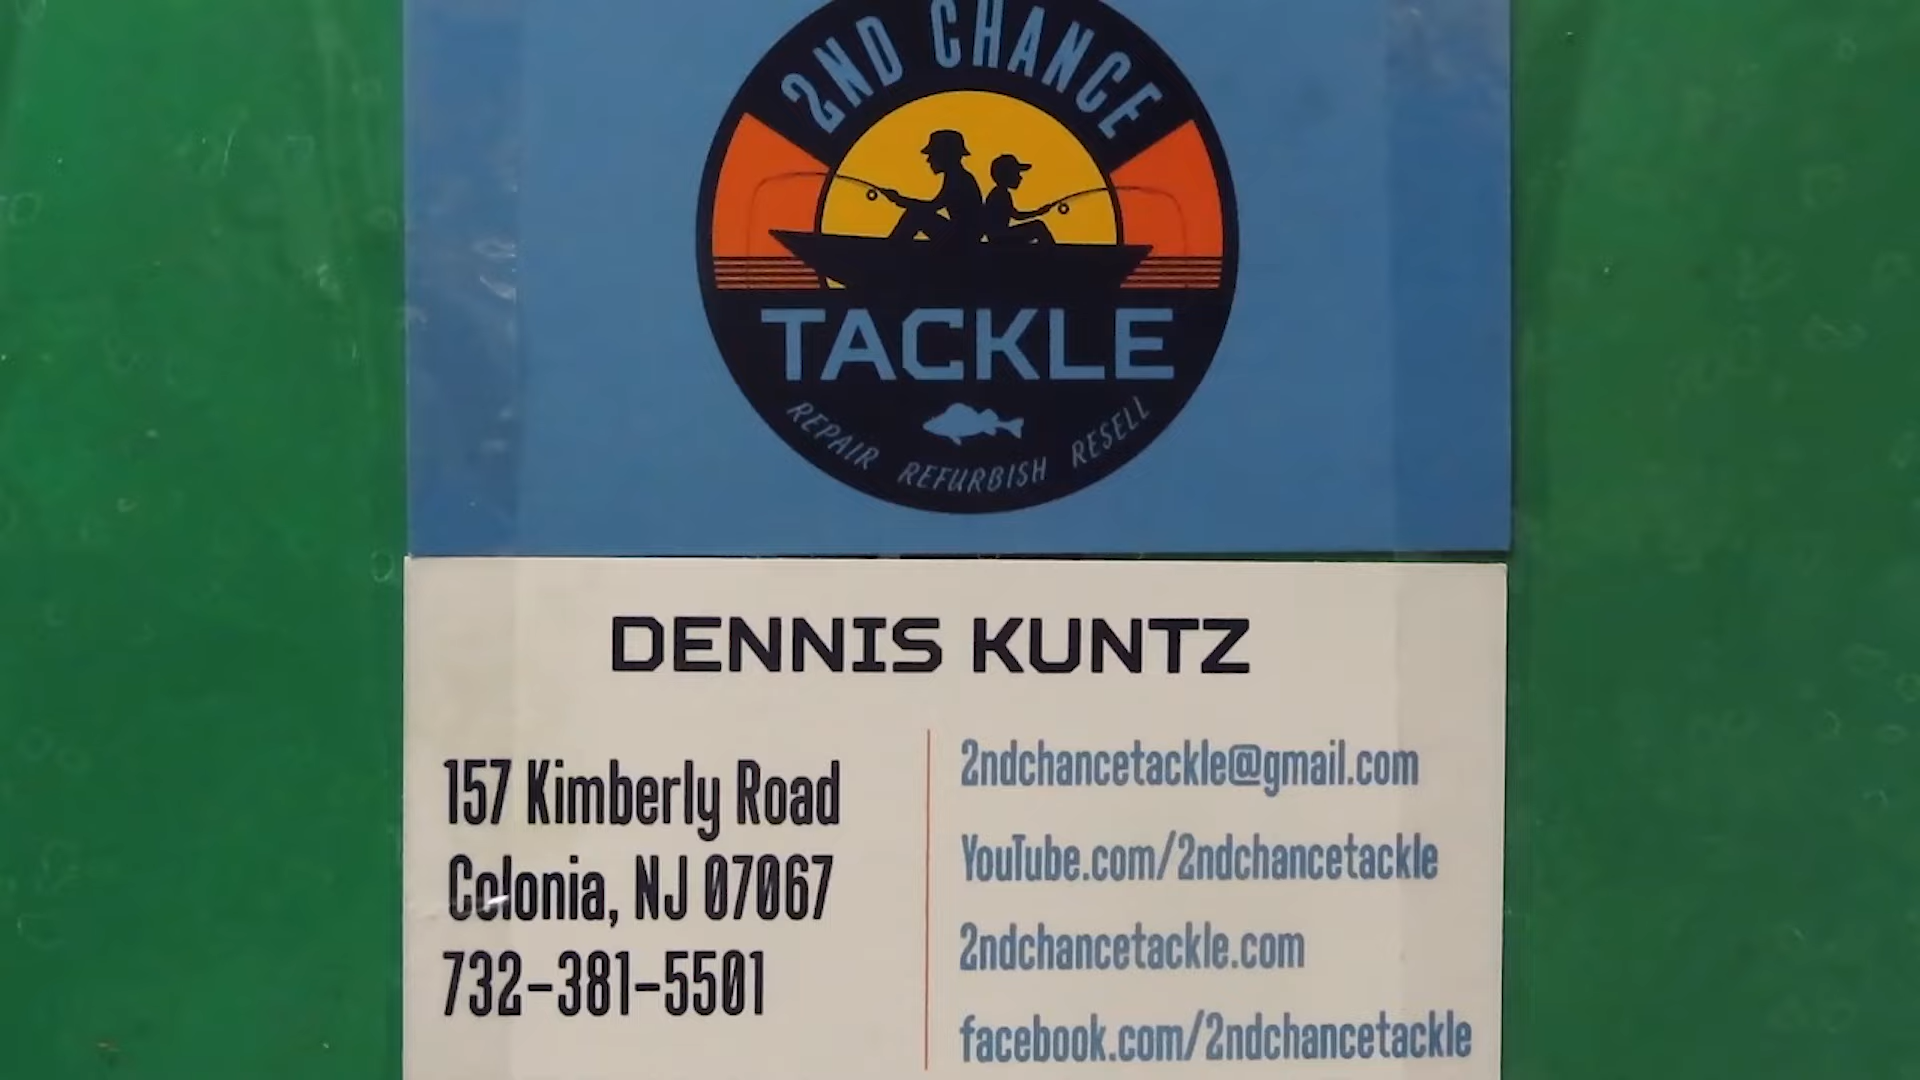 2ND CHANCE
TACKLE
REPAIR REFURBISH RESELL
DENNIS KUNTZ
157 Kimberly Road
Colonia, NJ 07067
732-381-5501
2ndchancetackle@gmail.com
YouTube.com/2ndchancetackle
2ndchancetackle.com
facebook.com/2ndchancetackle